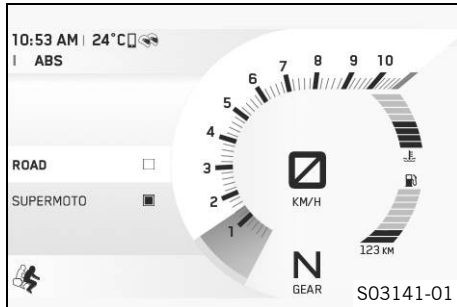 10:53 AM | 24°C
| ABS
ROAD
SUPERMOTO
1
2
3
4
5
6
7
8
9
10
0
KM/H
N
GEAR
123 KM
S03141-01